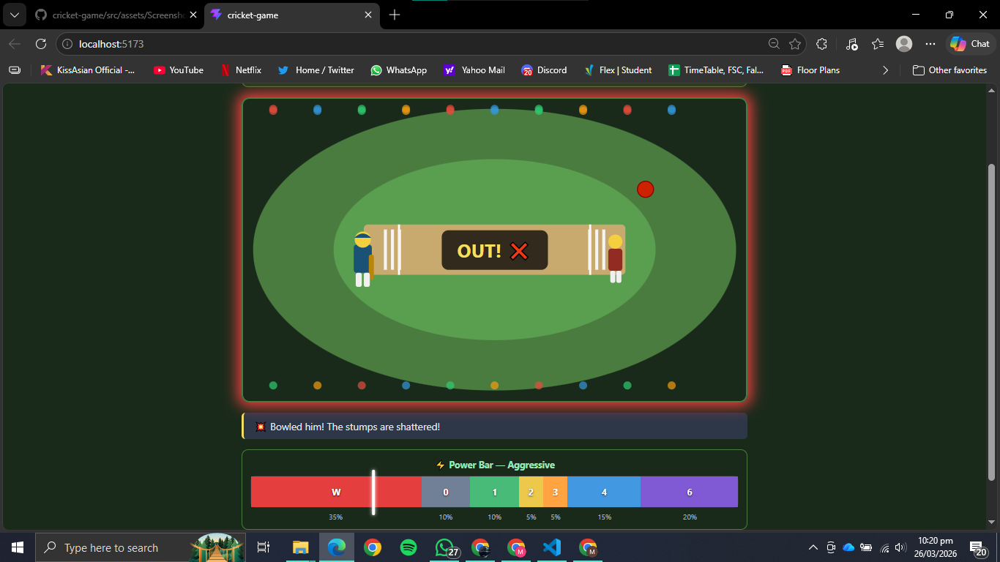 cricket-game/src/assets/Screensh
cricket-game
localhost:5173
Chat
KissAsian Official -...
YouTube
Netflix
Home / Twitter
WhatsApp
Yahoo Mail
20
Discord
Flex | Student
TimeTable, FSC, Fal...
PDF
Floor Plans
Other favorites
OUT! ❌
💥 Bowled him! The stumps are shattered!
⚡ Power Bar — Aggressive
W 0 1 2 3 4 6
35% 10% 10% 5% 5% 15% 20%
Type here to search
27
M
M
10:20 pm
26/03/2026
20